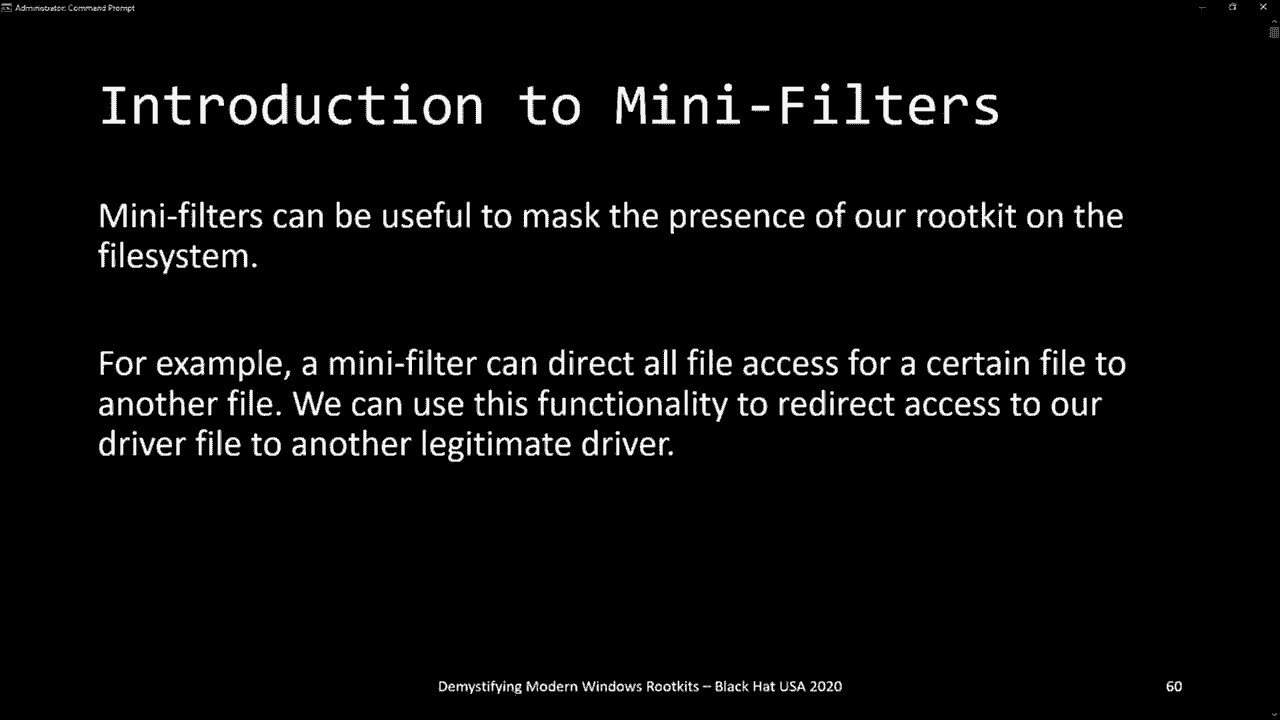 Administrator: Command Prompt
Introduction to Mini-Filters
Mini-filters can be useful to mask the presence of our rootkit on the
filesystem.
For example, a mini-filter can direct all file access for a certain file to
another file. We can use this functionality to redirect access to our
driver file to another legitimate driver.
Demystifying Modern Windows Rootkits – Black Hat USA 2020
60